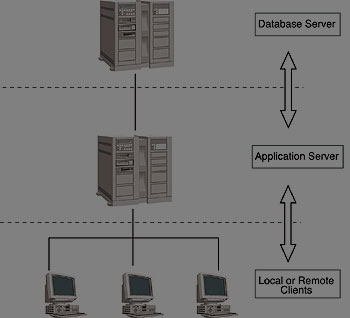 Database Server
Application Server
Local or Remote
Clients